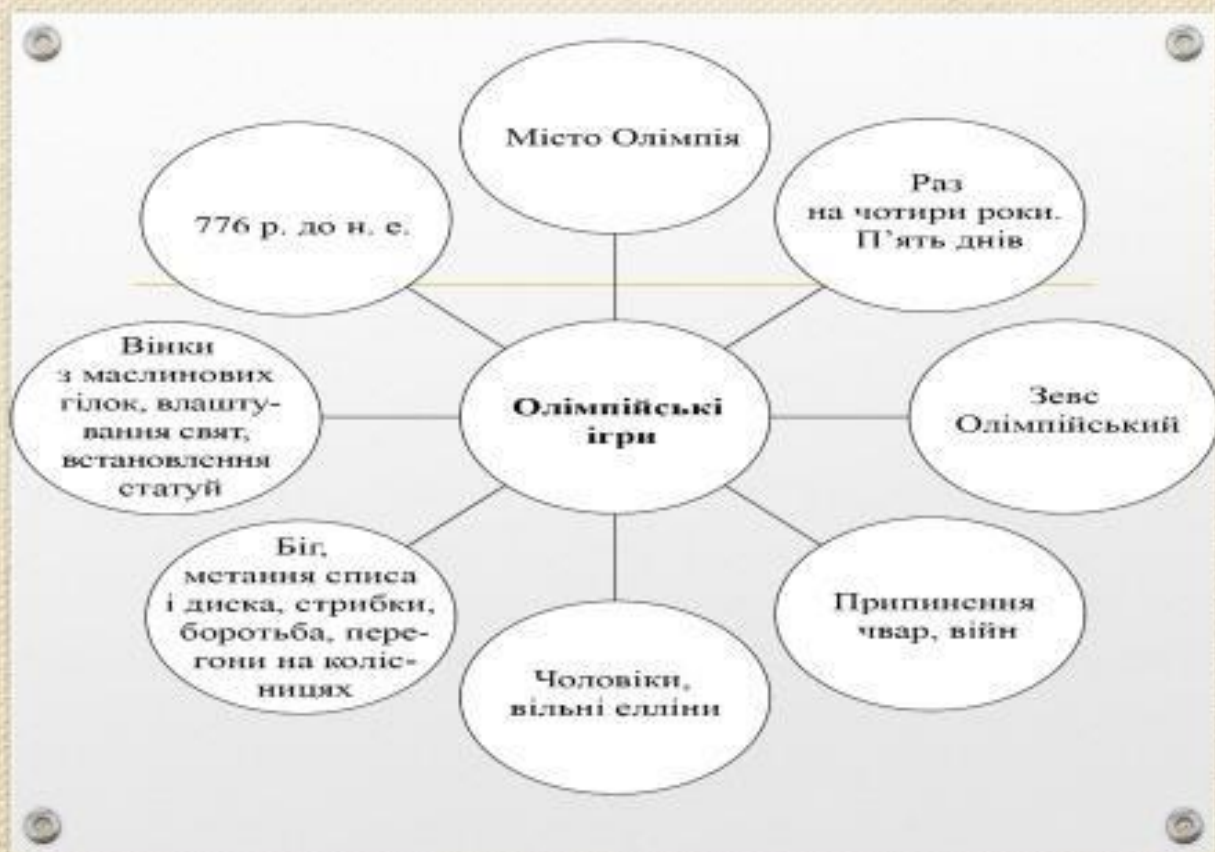 Місто Олімпія
Раз
на чотири роки.
П’ять днів
776 р. до н. е.
Вінки
з маслинових
гілок, влашту-
вання свят,
встановлення
статуй
Олімпійські
ігри
Зевс
Олімпійський
Біг,
метання списа
і диска, стрибки,
боротьба, пере-
гони на коліс-
ницях
Чоловіки,
вільні елліни
Припинення
чвар, війн